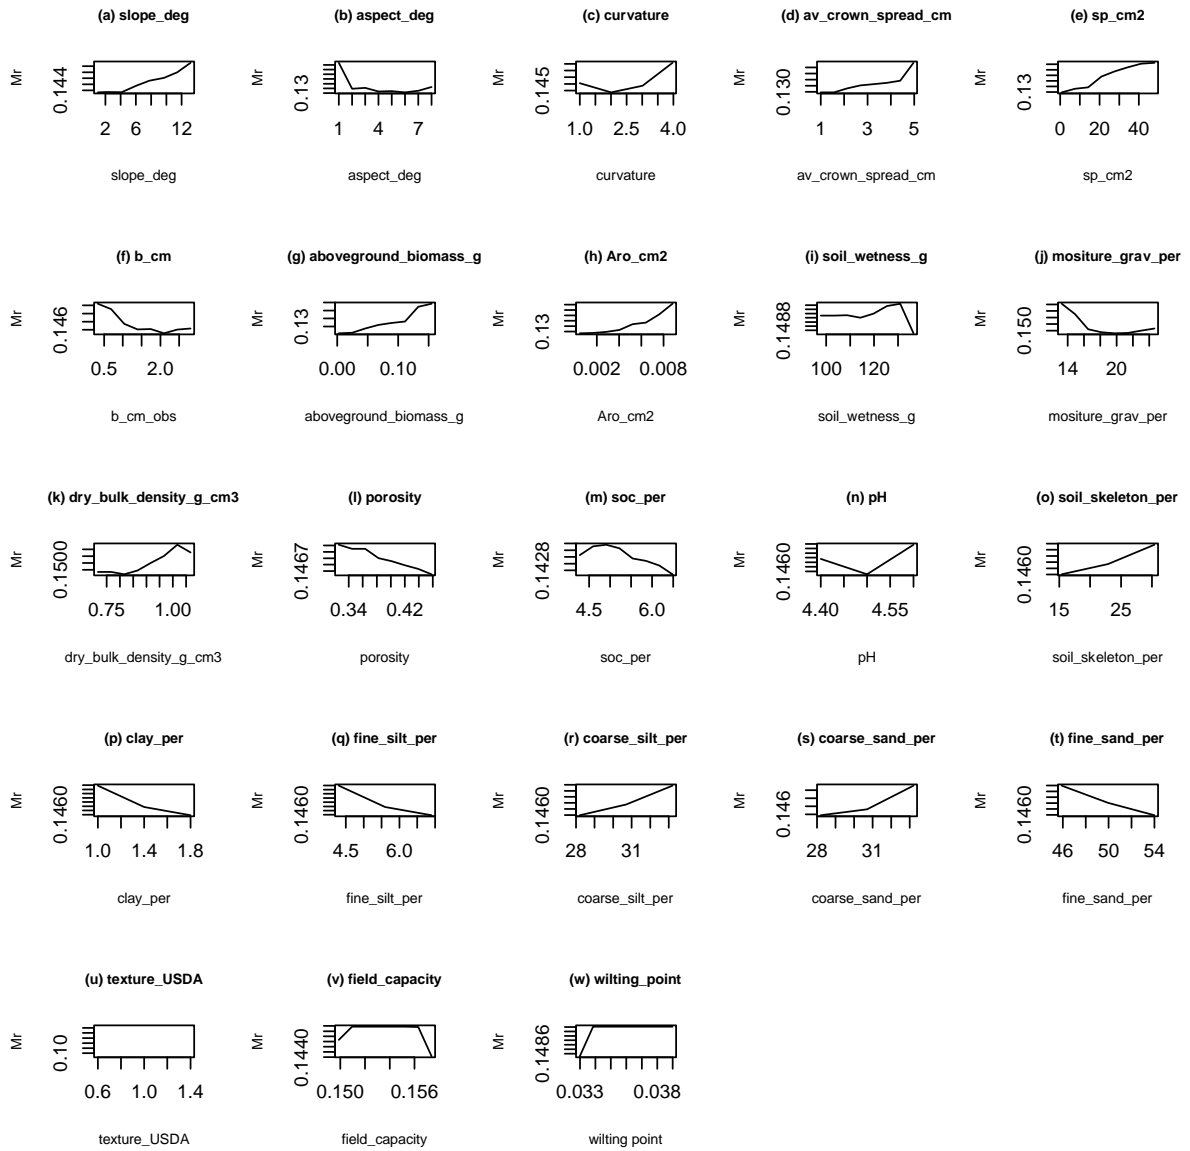 (a) slope_deg (b) aspect_deg (c) curvature (d) av_crown_spread_cm (e) sp_cm2
Mr 0.144 Mr 0.13 Mr 0.145 Mr 0.130 Mr 0.13
2 6 12 1 4 7 1.0 2.5 4.0 1 3 5 0 20 40
slope_deg aspect_deg curvature av_crown_spread_cm sp_cm2
(f) b_cm (g) aboveground_biomass_g (h) Aro_cm2 (i) soil_wetness_g (j) mositure_grav_per
Mr 0.146 Mr 0.13 Mr 0.13 Mr 0.1488 Mr 0.150
0.5 2.0 0.00 0.10 0.002 0.008 100 120 14 20
b_cm_obs aboveground_biomass_g Aro_cm2 soil_wetness_g mositure_grav_per
(k) dry_bulk_density_g_cm3 (l) porosity (m) soc_per (n) pH (o) soil_skeleton_per
Mr 0.1500 Mr 0.1467 Mr 0.1428 Mr 0.1460 Mr 0.1460
0.75 1.00 0.34 0.42 4.5 6.0 4.40 4.55 15 25
dry_bulk_density_g_cm3 porosity soc_per pH soil_skeleton_per
(p) clay_per (q) fine_silt_per (r) coarse_silt_per (s) coarse_sand_per (t) fine_sand_per
Mr 0.1460 Mr 0.1460 Mr 0.1460 Mr 0.146 Mr 0.1460
1.0 1.4 1.8 4.5 6.0 28 31 28 31 46 50 54
clay_per fine_silt_per coarse_silt_per coarse_sand_per fine_sand_per
(u) texture_USDA (v) field_capacity (w) wilting_point
Mr 0.10 Mr 0.1440 Mr 0.1486
0.6 1.0 1.4 0.150 0.156 0.033 0.038
texture_USDA field_capacity wilting point